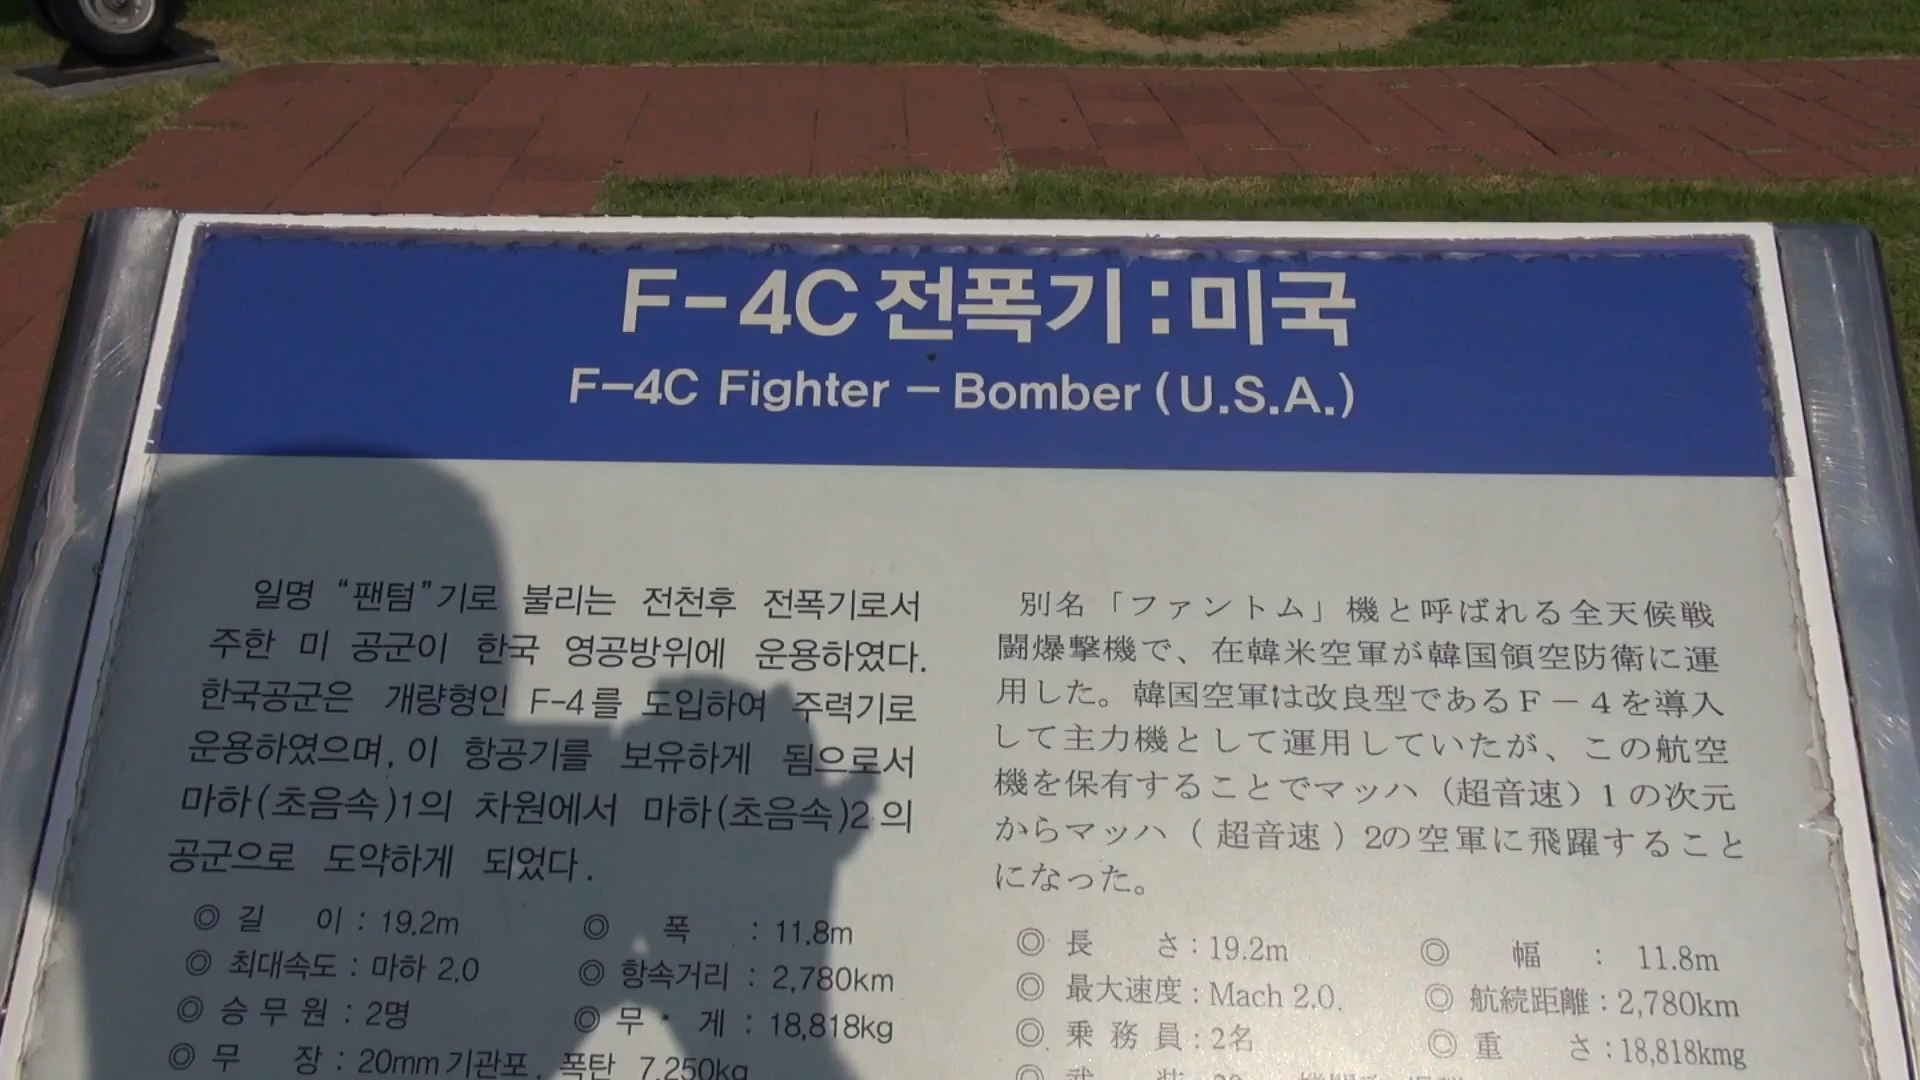 F-4C 전폭기 : 미국
F-4C Fighter - Bomber (U.S.A.)
일명 “팬텀”기로 불리는 전천후 전폭기로서
주한 미 공군이 한국 영공방위에 운용하였다.
한국공군은 개량형인 F-4를 도입하여 주력기로
운용하였으며, 이 항공기를 보유하게 됨으로서
마하(초음속)1의 차원에서 마하(초음속)2의
공군으로 도약하게 되었다.
◎ 길 이 : 19.2m ◎ 폭 : 11.8m
◎ 최대속도 : 마하 2.0 ◎ 항속거리 : 2,780km
◎ 승 무 원 : 2명 ◎ 무 게 : 18,818kg
◎ 무 장 : 20mm 기관포, 폭탄 7,250kg
別名「ファントム」機と呼ばれる全天候戦
闘爆撃機で、在韓米空軍が韓国領空防衛に運
用した。韓国空軍は改良型であるF－4を導入
して主力機として運用していたが、この航空
機を保有することでマッハ（超音速）1の次元
からマッハ（超音速）2の空軍に飛躍すること
になった。
◎ 長 さ : 19.2m ◎ 幅 : 11.8m
◎ 最大速度 : Mach 2.0. ◎ 航続距離 : 2,780km
◎ 乗 務 員 : 2名 ◎ 重 さ : 18,818kmg